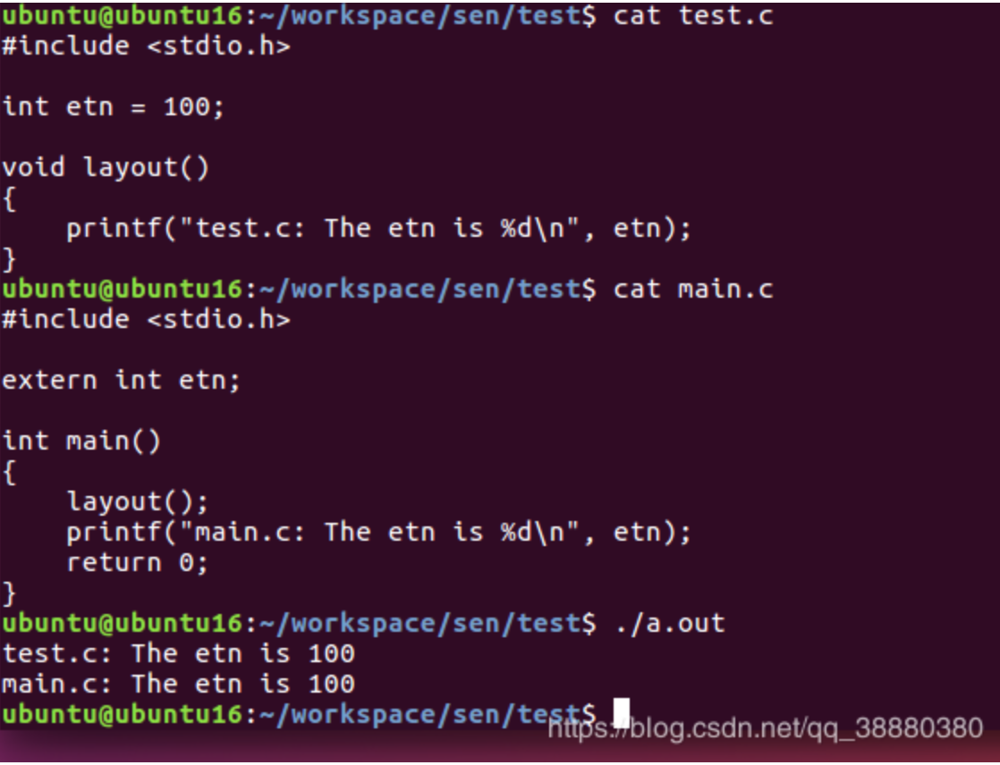 ubuntu@ubuntu16:~/workspace/sen/test$ cat test.c
#include <stdio.h>

int etn = 100;

void layout()
{
    printf("test.c: The etn is %d\n", etn);
}
ubuntu@ubuntu16:~/workspace/sen/test$ cat main.c
#include <stdio.h>

extern int etn;

int main()
{
    layout();
    printf("main.c: The etn is %d\n", etn);
    return 0;
}
ubuntu@ubuntu16:~/workspace/sen/test$ ./a.out
test.c: The etn is 100
main.c: The etn is 100
ubuntu@ubuntu16:~/workspace/sen/test$
https://blog.csdn.net/qq_38880380